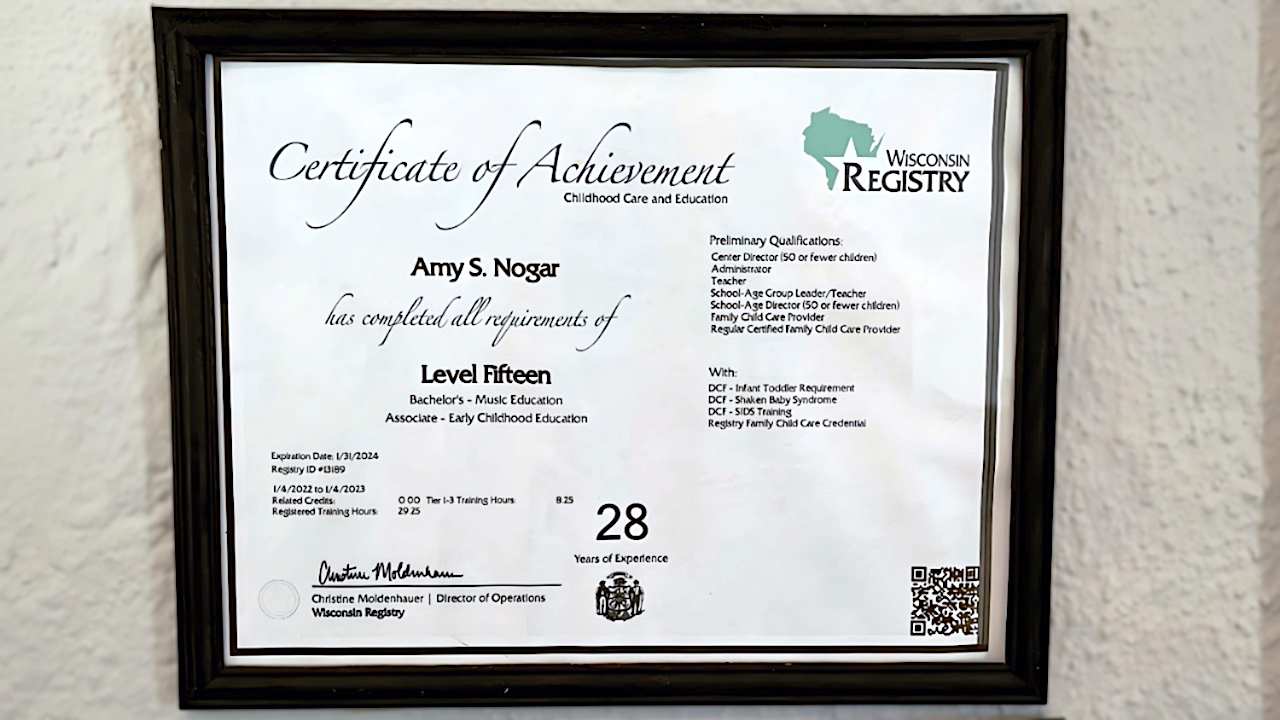 Certificate of Achievement
Childhood Care and Education
WISCONSIN
REGISTRY
Amy S. Nogar
has completed all requirements of
Level Fifteen
Bachelor's - Music Education
Associate - Early Childhood Education
Preliminary Qualifications:
Center Director (50 or fewer children)
Administrator
Teacher
School-Age Group Leader/Teacher
School-Age Director (50 or fewer children)
Family Child Care Provider
Regular Certified Family Child Care Provider
With:
DCF - Infant Toddler Requirement
DCF - Shaken Baby Syndrome
DCF - SIDS Training
Registry Family Child Care Credential
Expiration Date: 1/31/2024
Registry ID #13189
1/4/2022 to 1/4/2023
Related Credits: 0.00 Tier 1-3 Training Hours: 8.25
Registered Training Hours: 29.25
28
Years of Experience
Christine Moldenhauer
Christine Moldenhauer | Director of Operations
Wisconsin Registry